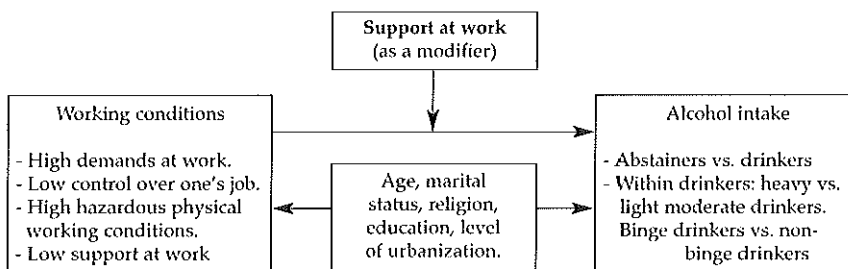 Support at work
(as a modifier)
Working conditions
- High demands at work.
- Low control over one's job.
- High hazardous physical
working conditions.
- Low support at work
Age, marital
status, religion,
education, level
of urbanization.
Alcohol intake
- Abstainers vs. drinkers
- Within drinkers: heavy vs.
light moderate drinkers.
Binge drinkers vs. non-
binge drinkers